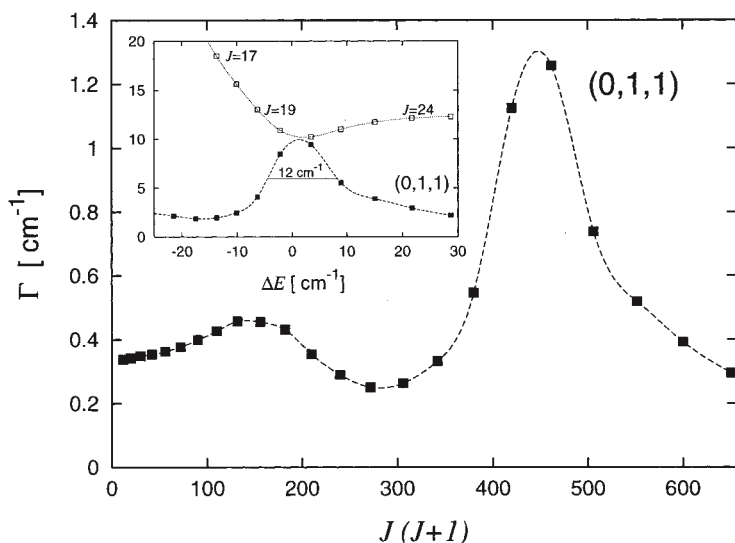 1.4
1.2
1
0.8
0.6
0.4
0.2
0
Γ [ cm⁻¹]
0 100 200 300 400 500 600
J (J+1)
(0,1,1)
20
15
10
5
0
-20 -10 0 10 20 30
ΔE [ cm⁻¹]
J=17
J=19
J=24
12 cm⁻¹
(0,1,1)